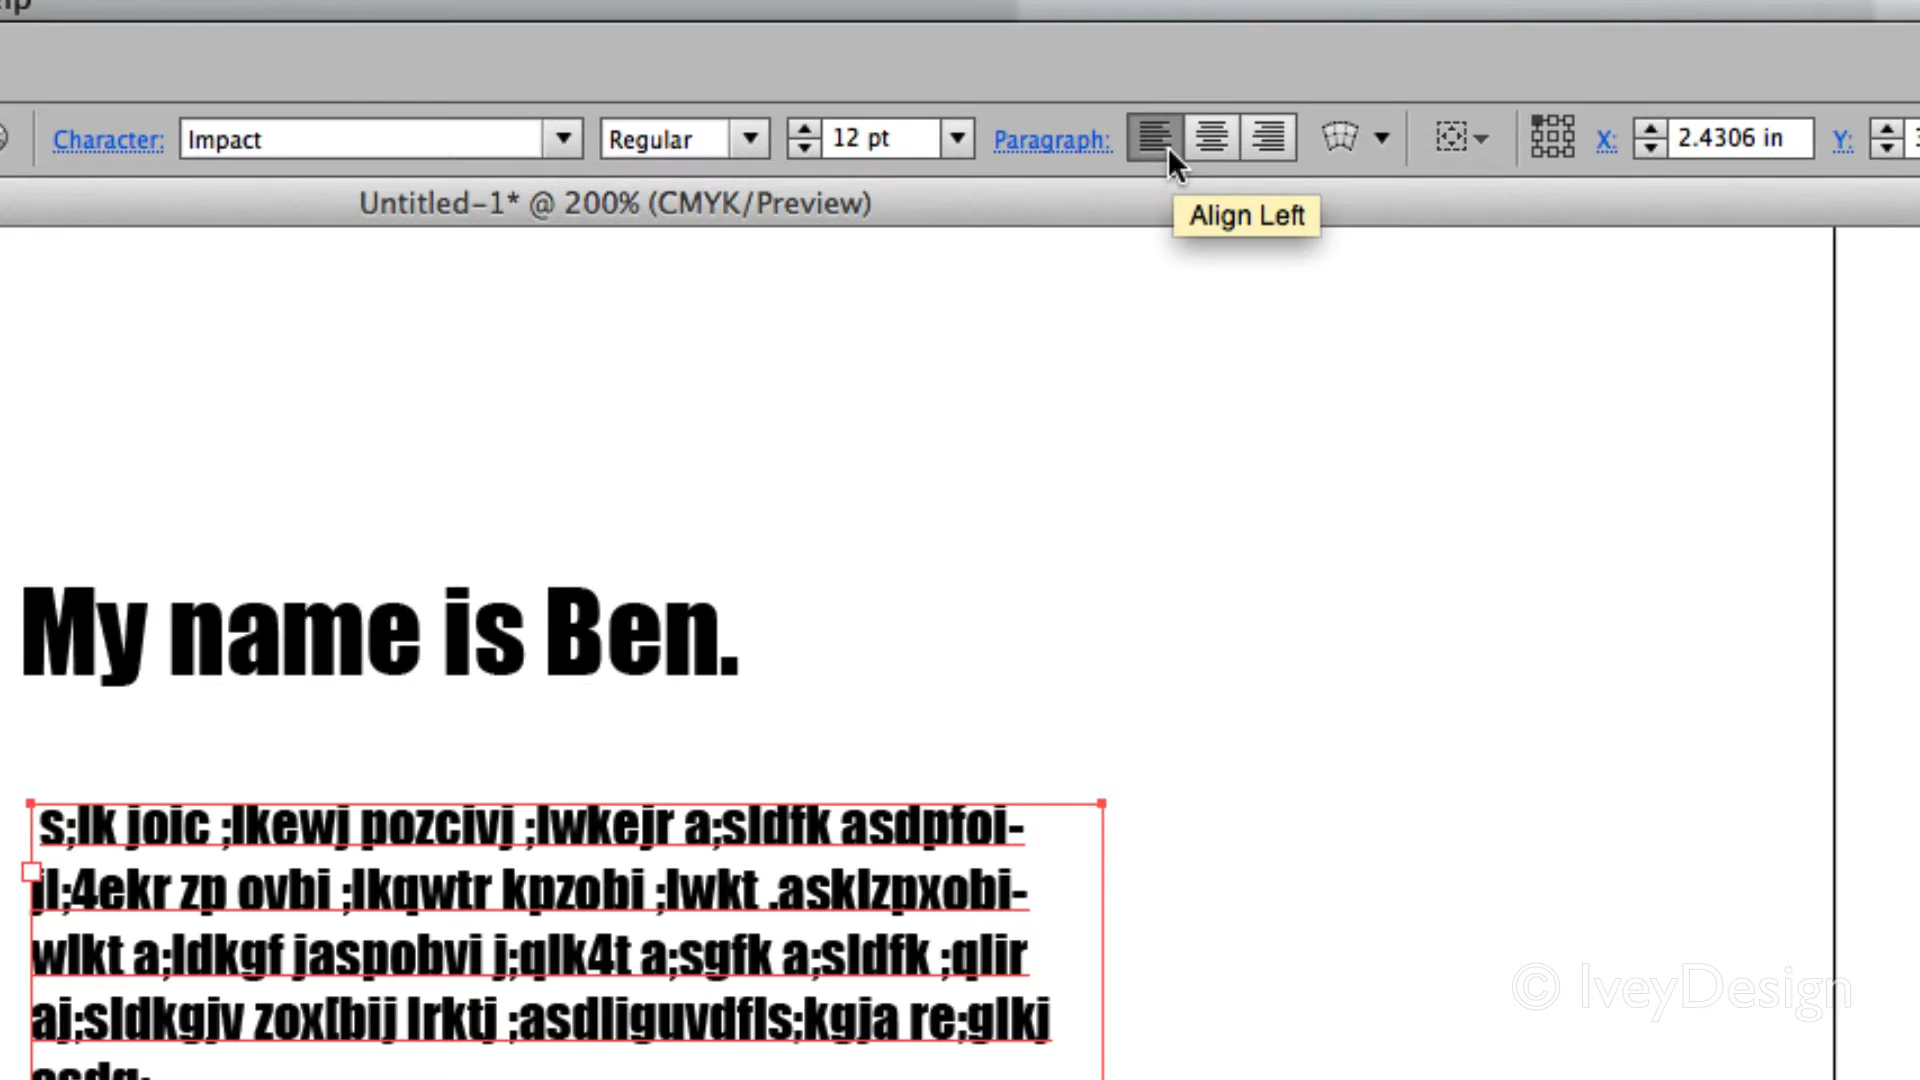 Character: Impact Regular 12 pt Paragraph: X: 2.4306 in Y:
Untitled-1* @ 200% (CMYK/Preview)
Align Left
My name is Ben.
s;lk joic ;lkewj pozcivj ;lwkejr a;sldfk asdpfoi-
jl;4ekr zp ovbi ;lkqwtr kpzobi ;lwkt .asklzpxobi-
wlkt a;ldkgf jaspobvi j;qlk4t a;sgfk a;sldfk ;qlir
aj;sldkgjv zox[bij lrktj ;asdliguvdfls;kgja re;glkj
© IveyDesign